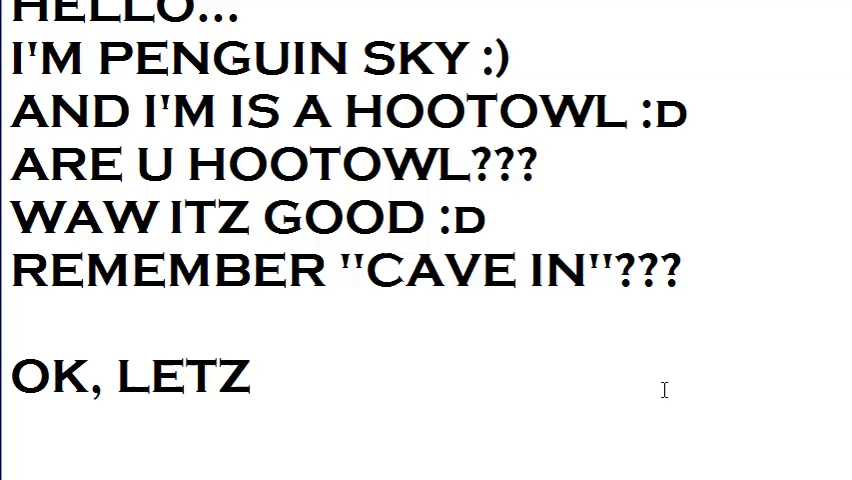 HELLO...
I'M PENGUIN SKY :)
AND I'M IS A HOOTOWL :D
ARE U HOOTOWL???
WAW ITZ GOOD :D
REMEMBER "CAVE IN"???
OK, LETZ